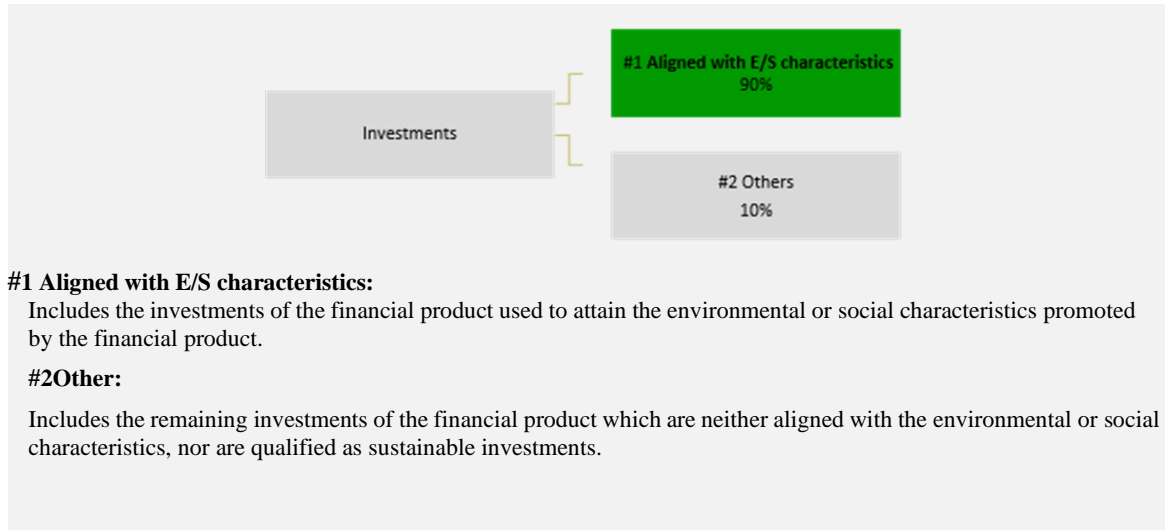 #1 Aligned with E/S characteristics
90%
Investments
#2 Others
10%
#1 Aligned with E/S characteristics:
Includes the investments of the financial product used to attain the environmental or social characteristics promoted
by the financial product.
#2Other:
Includes the remaining investments of the financial product which are neither aligned with the environmental or social
characteristics, nor are qualified as sustainable investments.